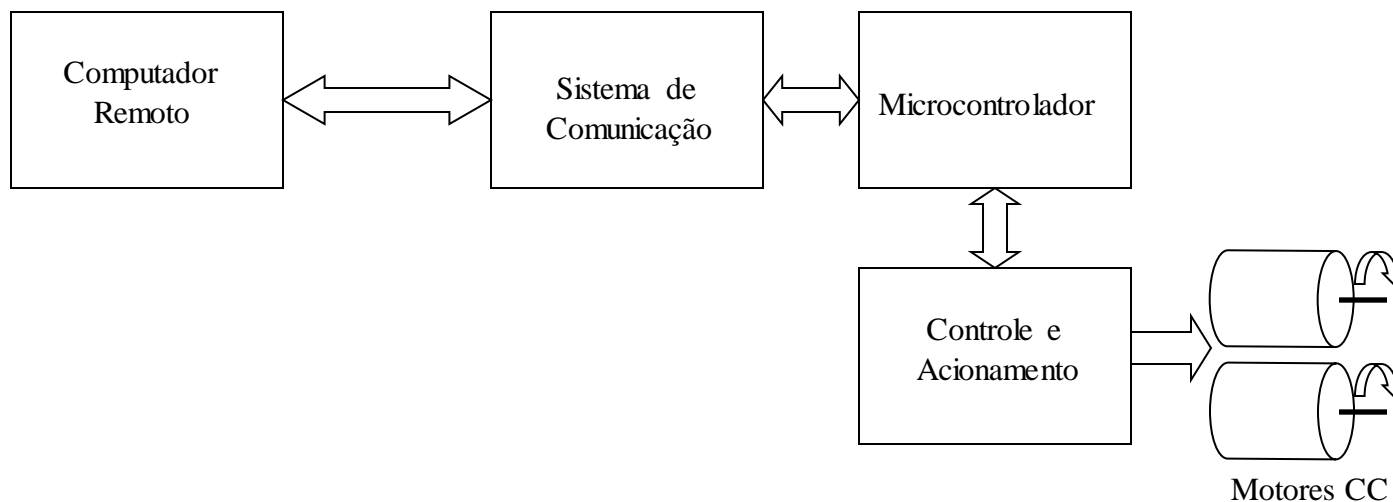 Computador
Remoto
Sistema de
Comunicação
Microcontrolador
Controle e
Acionamento
Motores CC